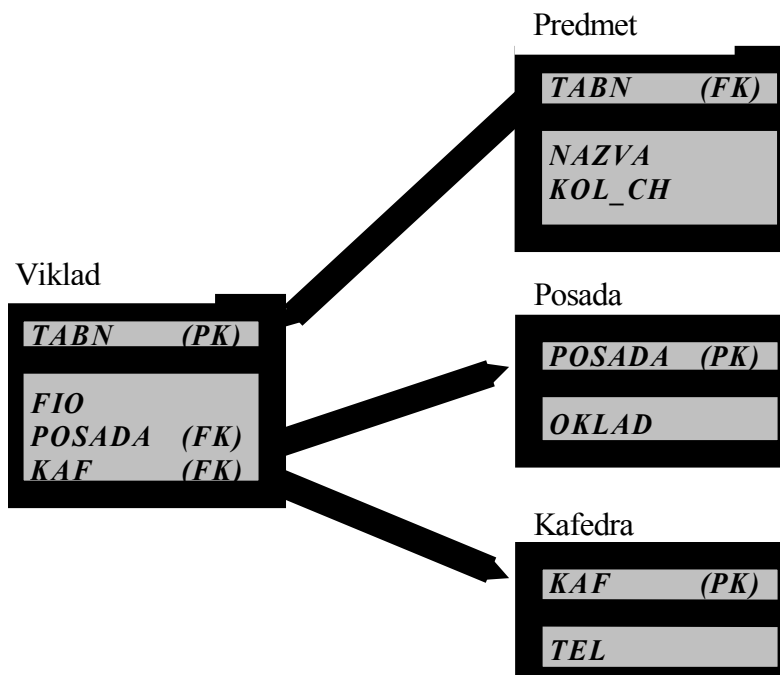 Predmet
TABN (FK)
NAZVA
KOL_CH
Viklad
TABN (PK)
FIO
POSADA (FK)
KAF (FK)
Posada
POSADA (PK)
OKLAD
Kafedra
KAF (PK)
TEL